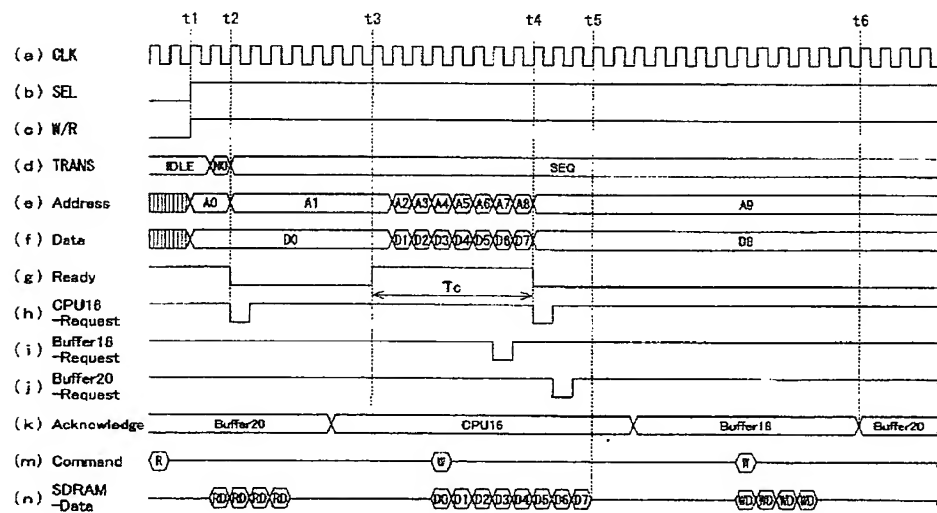 t1 t2 t3 t4 t5 t6
(a) CLK
(b) SEL
(c) W/R
(d) TRANS IDLE SEQ
(e) Address A0 A1 A2 A3 A4 A5 A6 A7 A8 A9
(f) Data D0 D1 D2 D3 D4 D5 D6 D7 D8
(g) Ready Tc
(h) CPU16
-Request
(i) Buffer18
-Request
(j) Buffer20
-Request
(k) Acknowledge Buffer20 CPU16 Buffer18 Buffer20
(m) Command R W
(n) SDRAM
-Data
RD RD RD RD D0 D1 D2 D3 D4 D5 D6 D7 WD WD WD WD